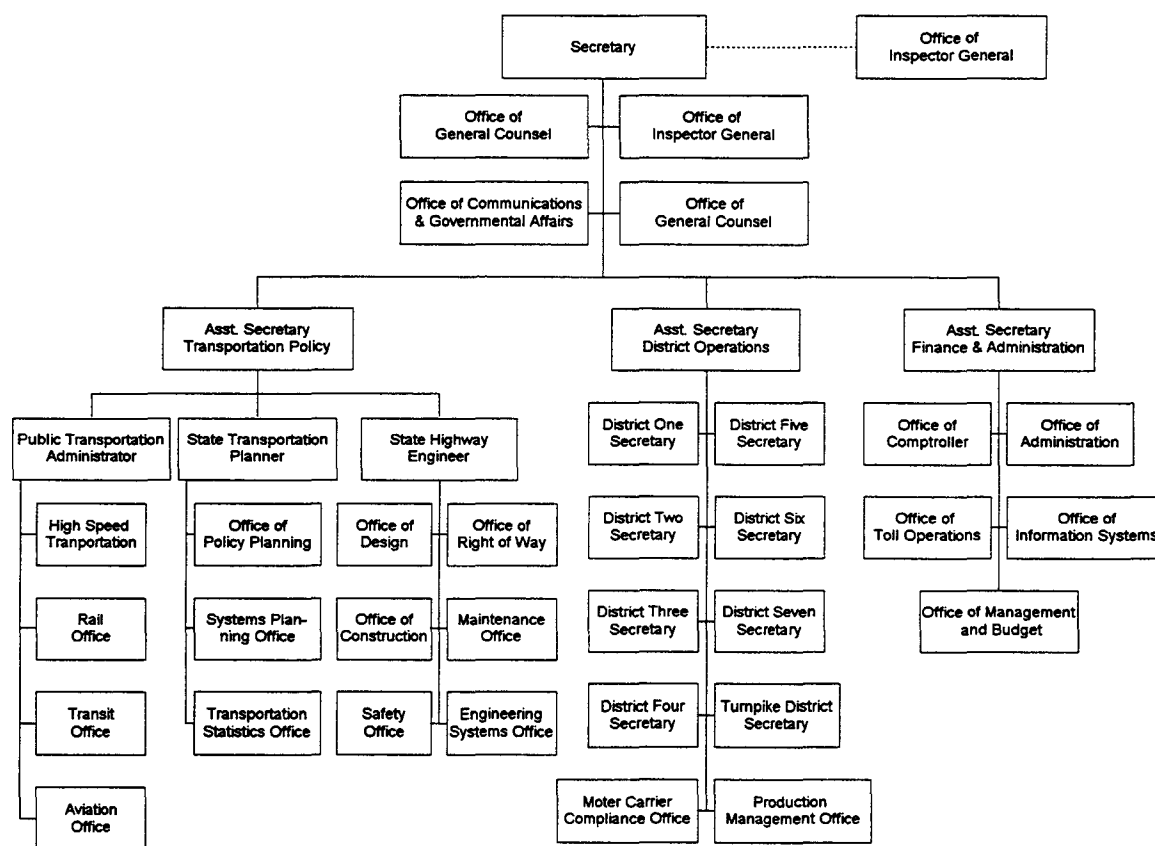 Secretary
Office of
Inspector General
Office of
General Counsel
Office of
Inspector General
Office of Communications
& Governmental Affairs
Office of
General Counsel
Asst. Secretary
Transportation Policy
Asst. Secretary
District Operations
Asst. Secretary
Finance & Administration
Public Transportation
Administrator
State Transportation
Planner
State Highway
Engineer
District One
Secretary
District Five
Secretary
Office of
Comptroller
Office of
Administration
High Speed
Tranportation
Office of
Policy Planning
Office of
Design
Office of
Right of Way
District Two
Secretary
District Six
Secretary
Office of
Toll Operations
Office of
Information Systems
Rail
Office
Systems Plan-
ning Office
Office of
Construction
Maintenance
Office
District Three
Secretary
District Seven
Secretary
Office of Management
and Budget
Transit
Office
Transportation
Statistics Office
Safety
Office
Engineering
Systems Office
District Four
Secretary
Turnpike District
Secretary
Aviation
Office
Moter Carrier
Compliance Office
Production
Management Office